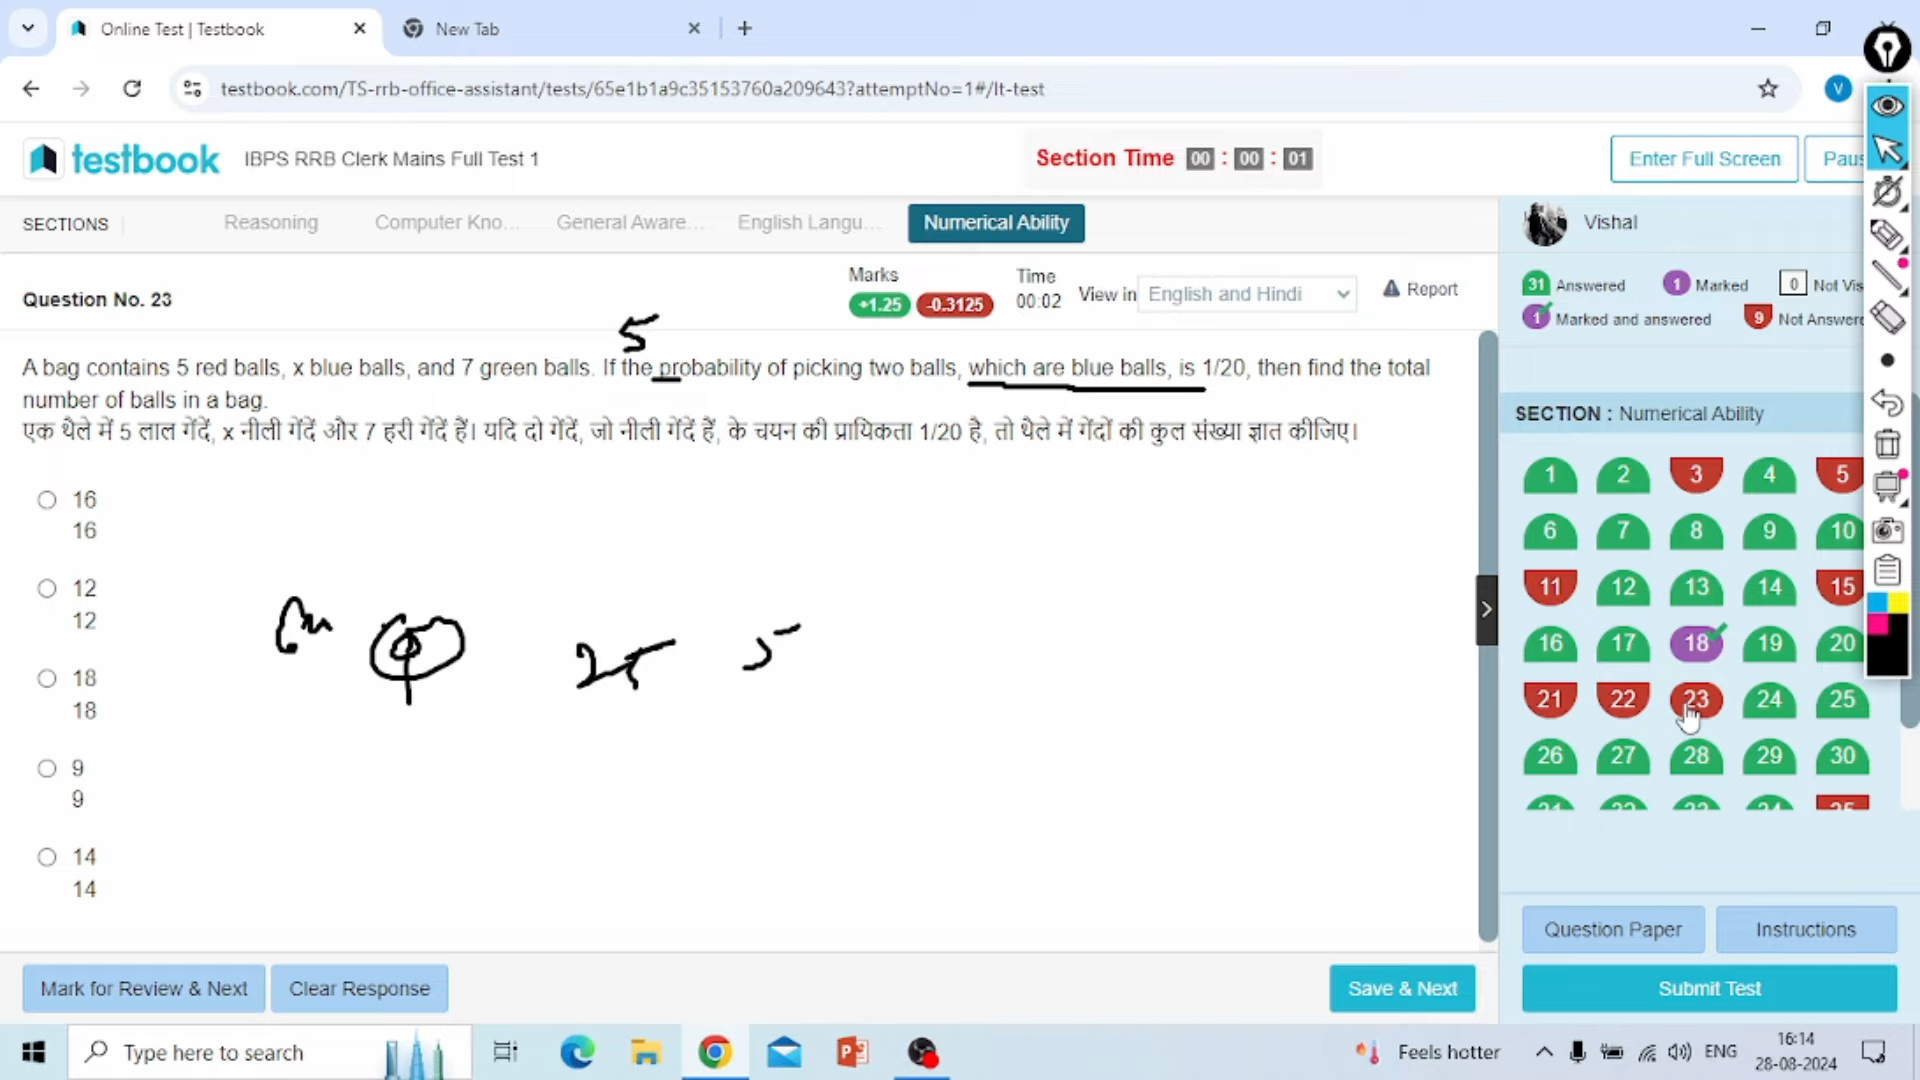 Online Test | Testbook
New Tab
testbook.com/TS-rrb-office-assistant/tests/65e1b1a9c35153760a209643?attemptNo=1#/lt-test
V
testbook
IBPS RRB Clerk Mains Full Test 1
Section Time 00 : 00 : 01
Enter Full Screen
Paus
SECTIONS
Reasoning
Computer Kno...
General Aware...
English Langu...
Numerical Ability
Vishal
Question No. 23
Marks
+1.25 -0.3125
Time
00:02
View in English and Hindi
Report
31 Answered
1 Marked
0 Not Vis
1 Marked and answered
9 Not Answere
5
A bag contains 5 red balls, x blue balls, and 7 green balls. If the probability of picking two balls, which are blue balls, is 1/20, then find the total
number of balls in a bag.
एक थैले में 5 लाल गेंदें, x नीली गेंदें और 7 हरी गेंदें हैं। यदि दो गेंदें, जो नीली गेंदें हैं, के चयन की प्रायिकता 1/20 है, तो थैले में गेंदों की कुल संख्या ज्ञात कीजिए।
16
16
12
12
18
18
9
9
14
14
SECTION : Numerical Ability
1 2 3 4 5
6 7 8 9 10
11 12 13 14 15
16 17 18 19 20
21 22 23 24 25
26 27 28 29 30
Question Paper
Instructions
Mark for Review & Next
Clear Response
Save & Next
Submit Test
Type here to search
Feels hotter
ENG
16:14
28-08-2024